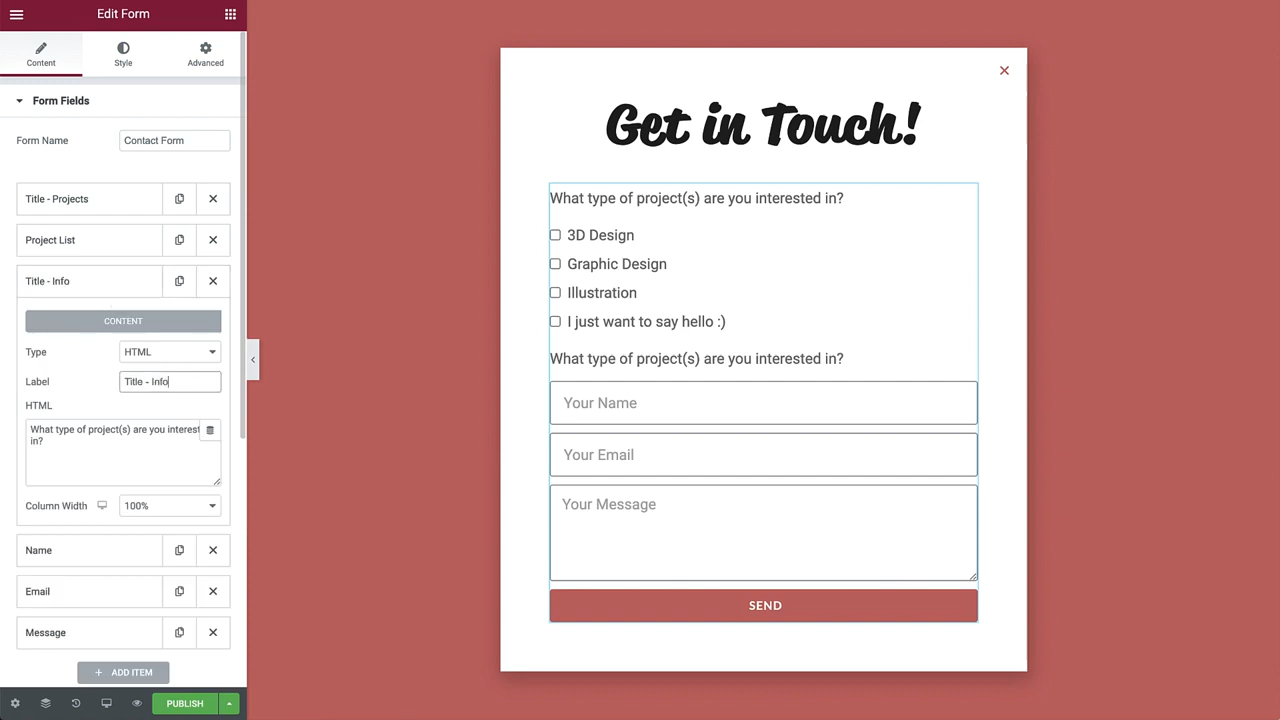 Edit Form
Content
Style
Advanced
Form Fields
Form Name
Contact Form
Title - Projects
Project List
Title - Info
CONTENT
Type
HTML
Label
Title - Info
HTML
What type of project(s) are you interest
in?
Column Width
100%
Name
Email
Message
+ ADD ITEM
PUBLISH
Get in Touch!
What type of project(s) are you interested in?
3D Design
Graphic Design
Illustration
I just want to say hello :)
What type of project(s) are you interested in?
Your Name
Your Email
Your Message
SEND